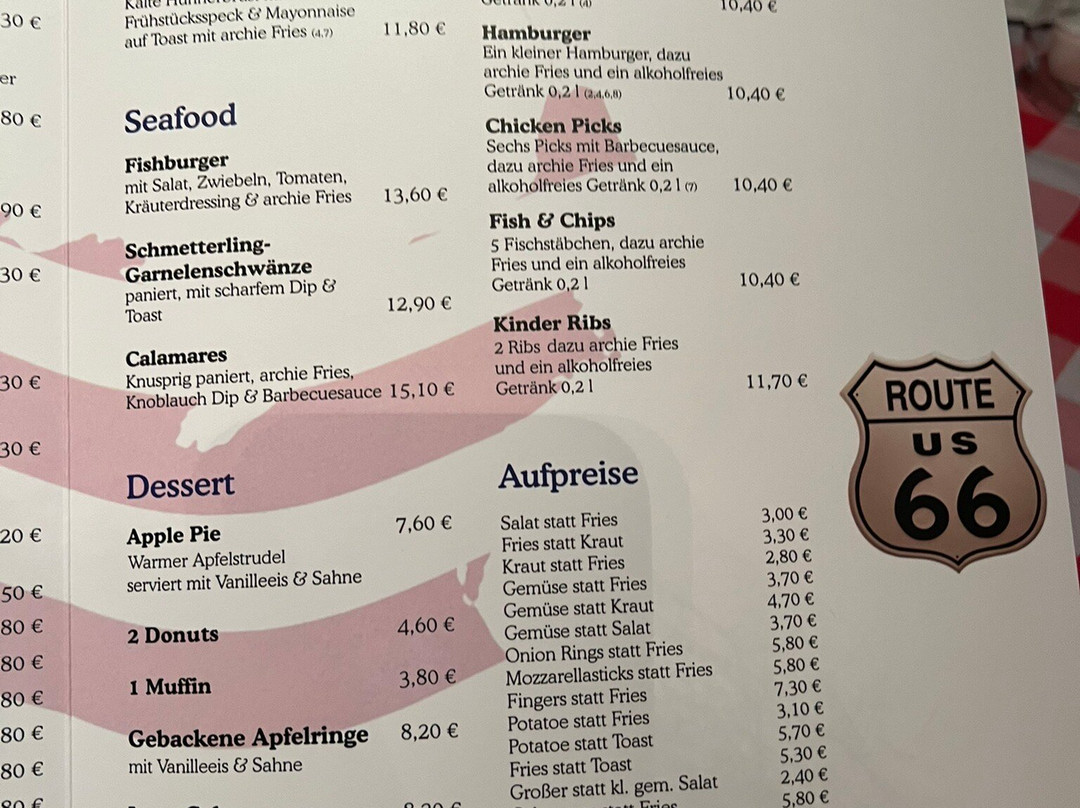 30 €
er
80 €
90 €
30 €
30 €
30 €
20 €
50 €
80 €
80 €
80 €
80 €
80 €
Frühstücksspeck & Mayonnaise
auf Toast mit archie Fries (4,7) 11,80 €
Seafood
Fishburger
mit Salat, Zwiebeln, Tomaten,
Kräuterdressing & archie Fries 13,60 €
Schmetterling-
Garnelenschwänze
paniert, mit scharfem Dip &
Toast 12,90 €
Calamares
Knusprig paniert, archie Fries,
Knoblauch Dip & Barbecuesauce 15,10 €
Dessert
Apple Pie 7,60 €
Warmer Apfelstrudel
serviert mit Vanilleeis & Sahne
2 Donuts 4,60 €
1 Muffin 3,80 €
Gebackene Apfelringe 8,20 €
mit Vanilleeis & Sahne
Getränk 0,2 l (4) 10,40 €
Hamburger
Ein kleiner Hamburger, dazu
archie Fries und ein alkoholfreies
Getränk 0,2 l (2,4,6,8) 10,40 €
Chicken Picks
Sechs Picks mit Barbecuesauce,
dazu archie Fries und ein
alkoholfreies Getränk 0,2 l (7) 10,40 €
Fish & Chips
5 Fischstäbchen, dazu archie
Fries und ein alkoholfreies
Getränk 0,2 l 10,40 €
Kinder Ribs
2 Ribs dazu archie Fries
und ein alkoholfreies
Getränk 0,2 l 11,70 €
Aufpreise
Salat statt Fries 3,00 €
Fries statt Kraut 3,30 €
Kraut statt Fries 2,80 €
Gemüse statt Fries 3,70 €
Gemüse statt Kraut 4,70 €
Gemüse statt Salat 3,70 €
Onion Rings statt Fries 5,80 €
Mozzarellasticks statt Fries 5,80 €
Fingers statt Fries 7,30 €
Potatoe statt Fries 3,10 €
Potatoe statt Toast 5,70 €
Fries statt Toast 5,30 €
Großer statt kl. gem. Salat 2,40 €
statt Fries 5,80 €
ROUTE
US
66